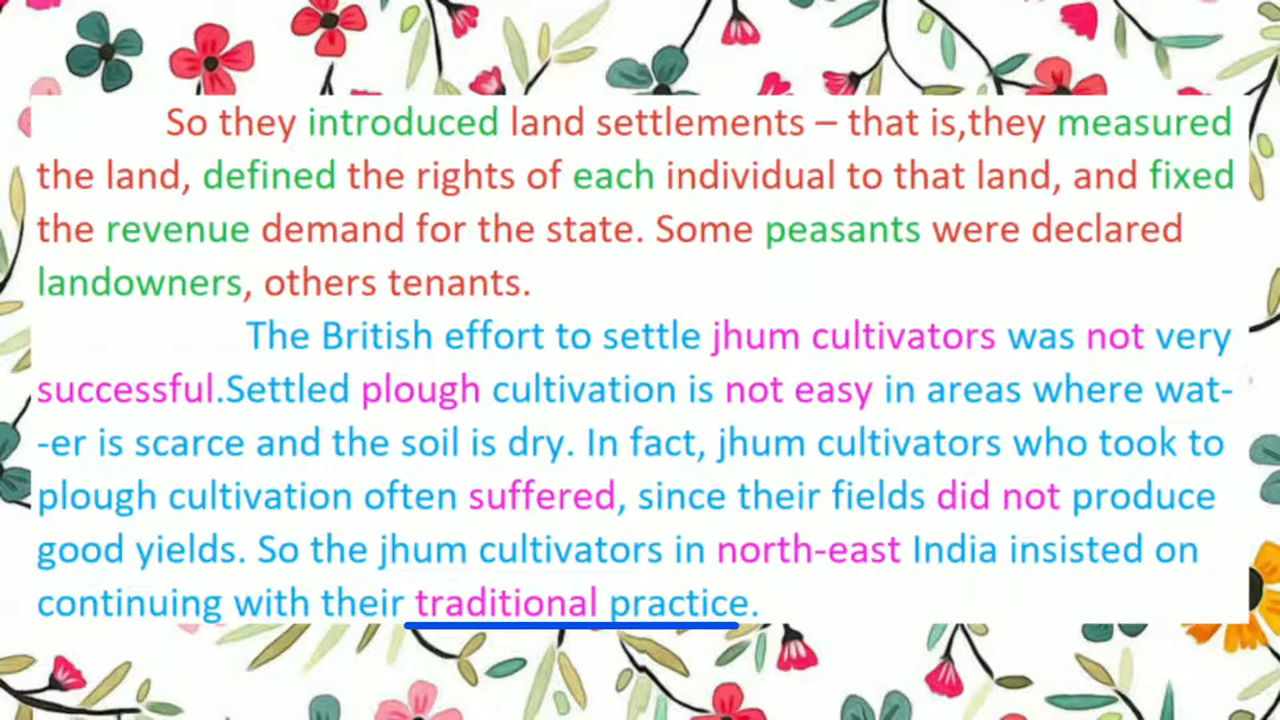 So they introduced land settlements – that is,they measured
the land, defined the rights of each individual to that land, and fixed
the revenue demand for the state. Some peasants were declared
landowners, others tenants.
The British effort to settle jhum cultivators was not very
successful.Settled plough cultivation is not easy in areas where wat-
-er is scarce and the soil is dry. In fact, jhum cultivators who took to
plough cultivation often suffered, since their fields did not produce
good yields. So the jhum cultivators in north-east India insisted on
continuing with their traditional practice.